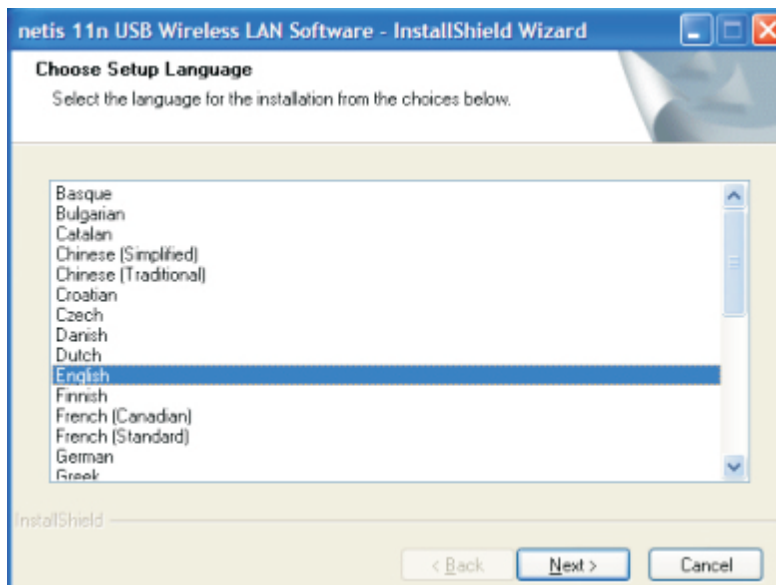 netis 11n USB Wireless LAN Software - InstallShield Wizard
Choose Setup Language
Select the language for the installation from the choices below.
Basque
Bulgarian
Catalan
Chinese (Simplified)
Chinese (Traditional)
Croatian
Czech
Danish
Dutch
English
Finnish
French (Canadian)
French (Standard)
German
Greek
InstallShield
< Back
Next >
Cancel